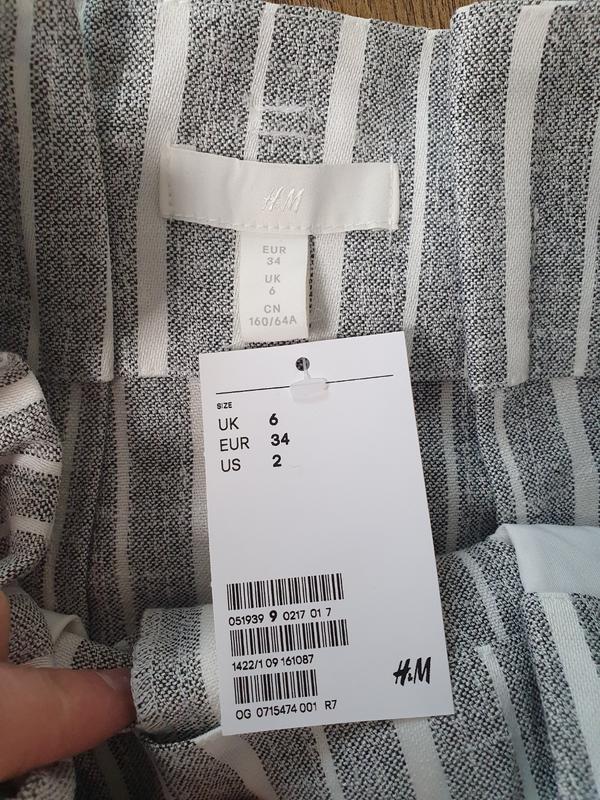 H&M
EUR
34
UK
6
CN
160/64A
SIZE
UK 6
EUR 34
US 2
051939 9 0217 01 7
1422/1 09 161087
H&M
OG 0715474 001 R7